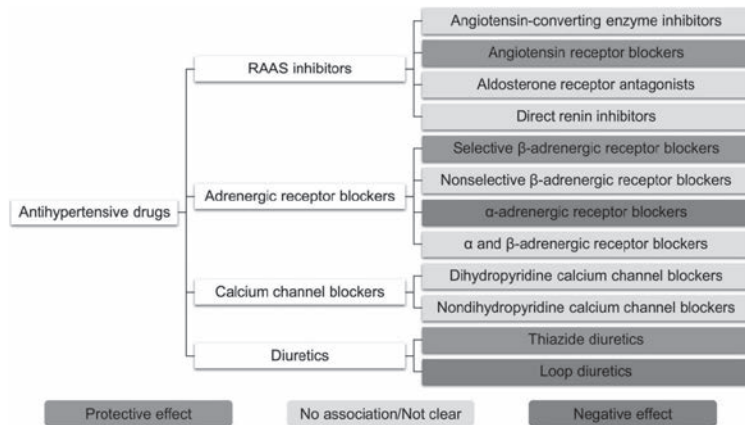 Antihypertensive drugs
RAAS inhibitors
Angiotensin-converting enzyme inhibitors
Angiotensin receptor blockers
Aldosterone receptor antagonists
Direct renin inhibitors
Adrenergic receptor blockers
Selective β-adrenergic receptor blockers
Nonselective β-adrenergic receptor blockers
α-adrenergic receptor blockers
α and β-adrenergic receptor blockers
Calcium channel blockers
Dihydropyridine calcium channel blockers
Nondihydropyridine calcium channel blockers
Diuretics
Thiazide diuretics
Loop diuretics
Protective effect
No association/Not clear
Negative effect